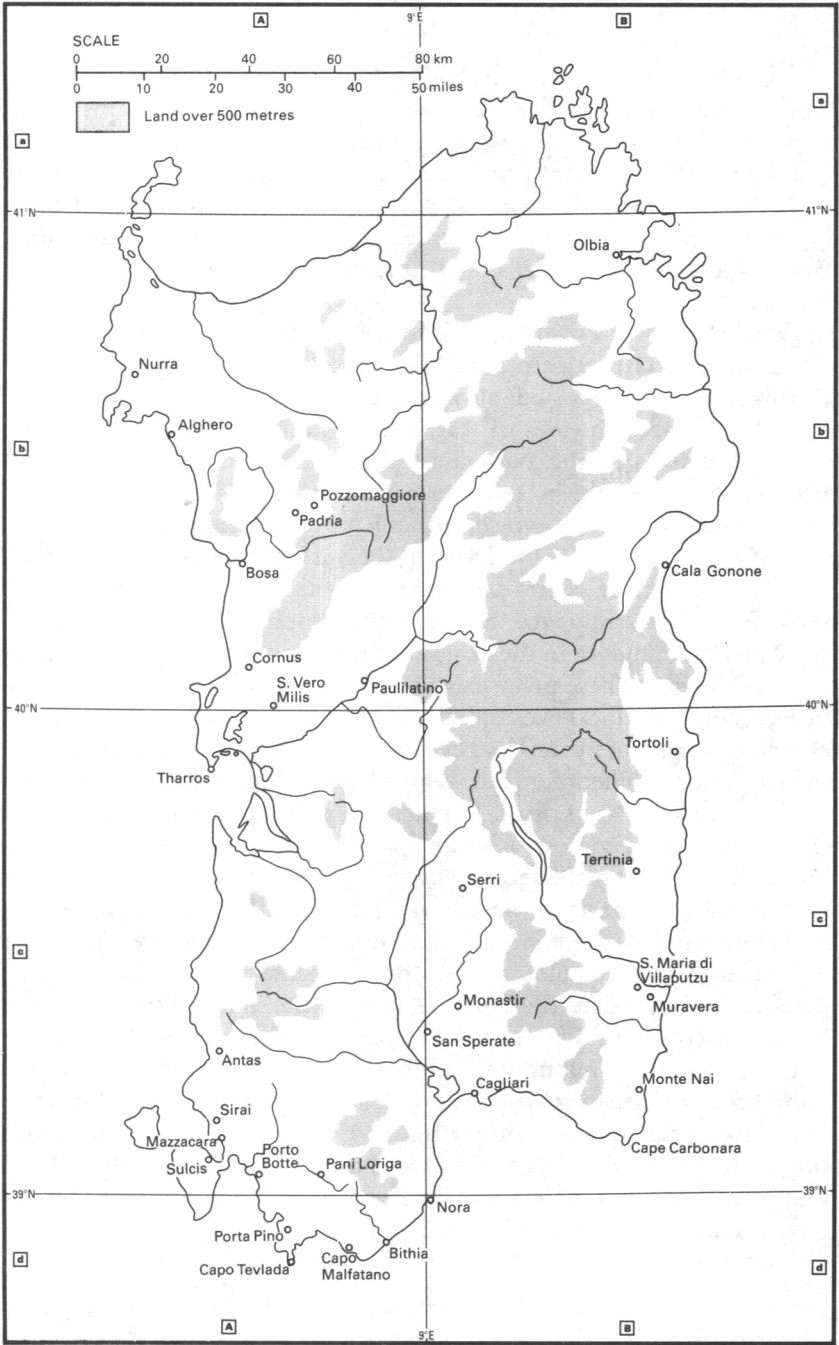 A
9°E
B
SCALE
0 20 40 60 80 km
0 10 20 30 40 50 miles
Land over 500 metres
a
a
41°N
41°N
Olbia
Nurra
Alghero
b
b
Pozzomaggiore
Padria
Bosa
Cala Gonone
Cornus
S. Vero
Milis
Paulilatino
40°N
40°N
Tortoli
Tharros
Tertinia
Serri
c
c
S. Maria di
Villaputzu
Monastir
Muravera
San Sperate
Antas
Cagliari
Monte Nai
Sirai
Mazzacara
Cape Carbonara
Sulcis
Porto
Botte
Pani Loriga
39°N
39°N
Nora
Porta Pino
Bithia
d
d
Capo Tevlada
Capo
Malfatano
A
9°E
B